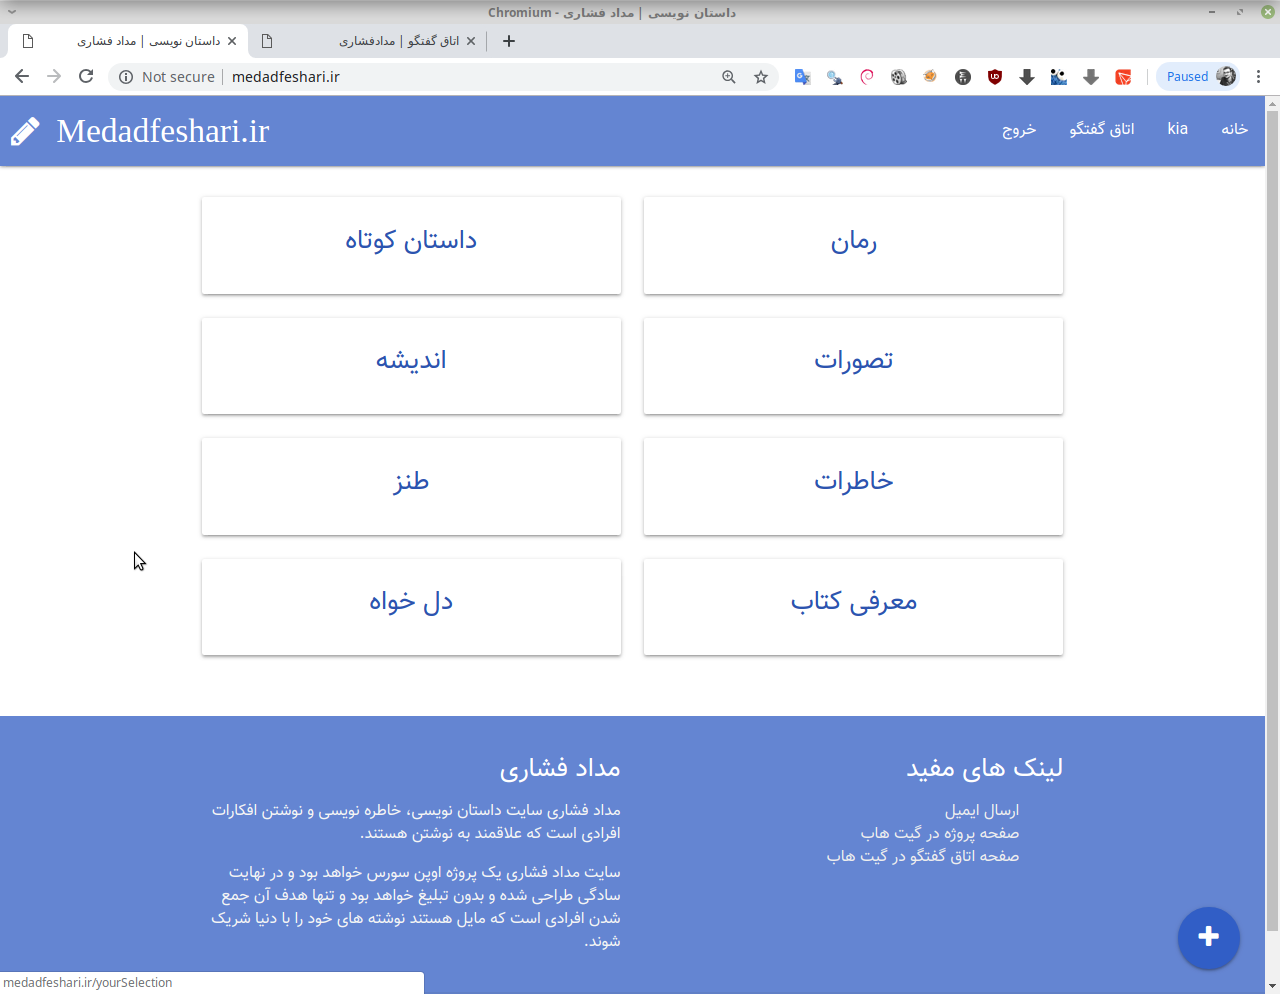 داستان نویسی | مداد فشاری - Chromium
داستان نویسی | مداد فشاری
اتاق گفتگو | مدادفشاری
Not secure | medadfeshari.ir
Paused
Medadfeshari.ir
خانه
kia
اتاق گفتگو
خروج
رمان
داستان کوتاه
تصورات
اندیشه
خاطرات
طنز
معرفی کتاب
دل خواه
لینک های مفید
ارسال ایمیل
صفحه پروژه در گیت هاب
صفحه اتاق گفتگو در گیت هاب
مداد فشاری
مداد فشاری سایت داستان نویسی، خاطره نویسی و نوشتن افکارات
افرادی است که علاقمند به نوشتن هستند.
سایت مداد فشاری یک پروژه اوپن سورس خواهد بود و در نهایت
سادگی طراحی شده و بدون تبلیغ خواهد بود و تنها هدف آن جمع
شدن افرادی است که مایل هستند نوشته های خود را با دنیا شریک
شوند.
medadfeshari.ir/yourSelection